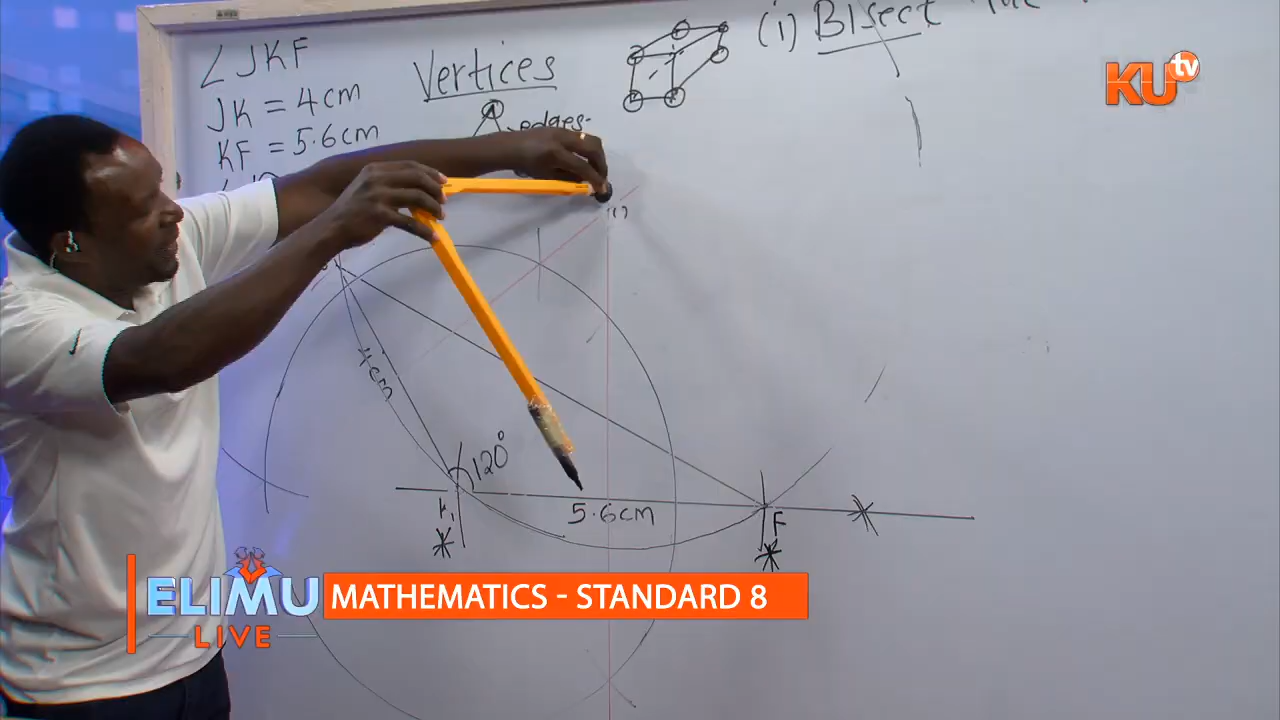 ∠JKF
JK = 4cm
KF = 5.6cm
Vertices
edges
(i) Bisect
KU tv
4cm
120°
5.6cm
K
F
ELIMU
LIVE
MATHEMATICS - STANDARD 8